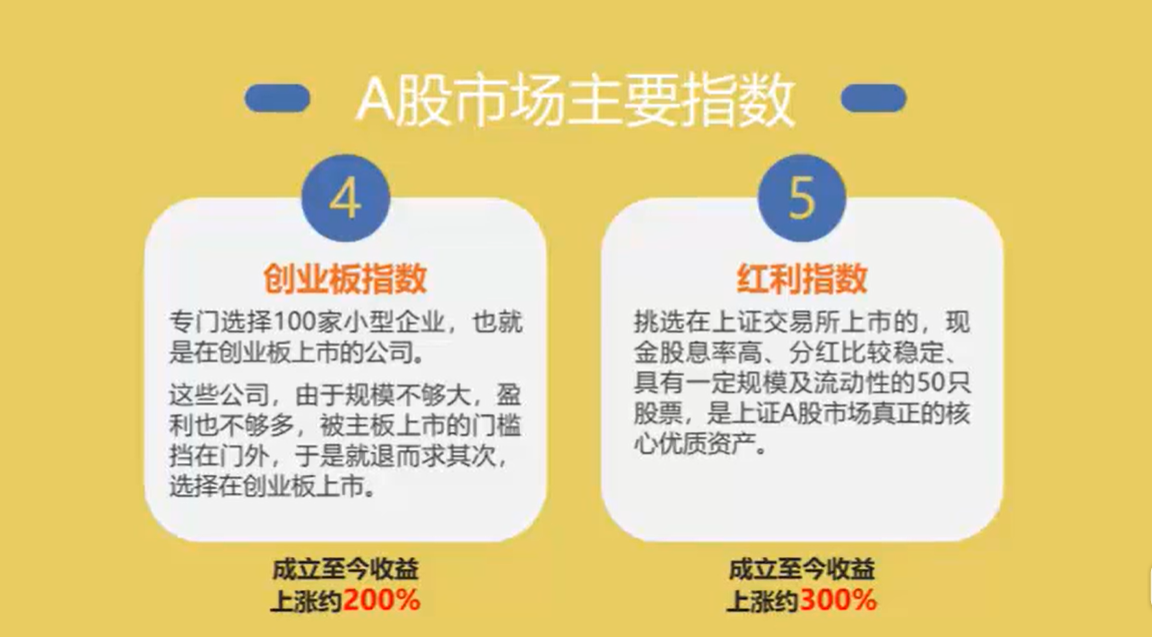 A股市场主要指数
4
创业板指数
专门选择100家小型企业，也就
是在创业板上市的公司。
这些公司，由于规模不够大，盈
利也不够多，被主板上市的门槛
挡在门外，于是就退而求其次，
选择在创业板上市。
成立至今收益
上涨约200%
5
红利指数
挑选在上证交易所上市的，现
金股息率高、分红比较稳定、
具有一定规模及流动性的50只
股票，是上证A股市场真正的核
心优质资产。
成立至今收益
上涨约300%